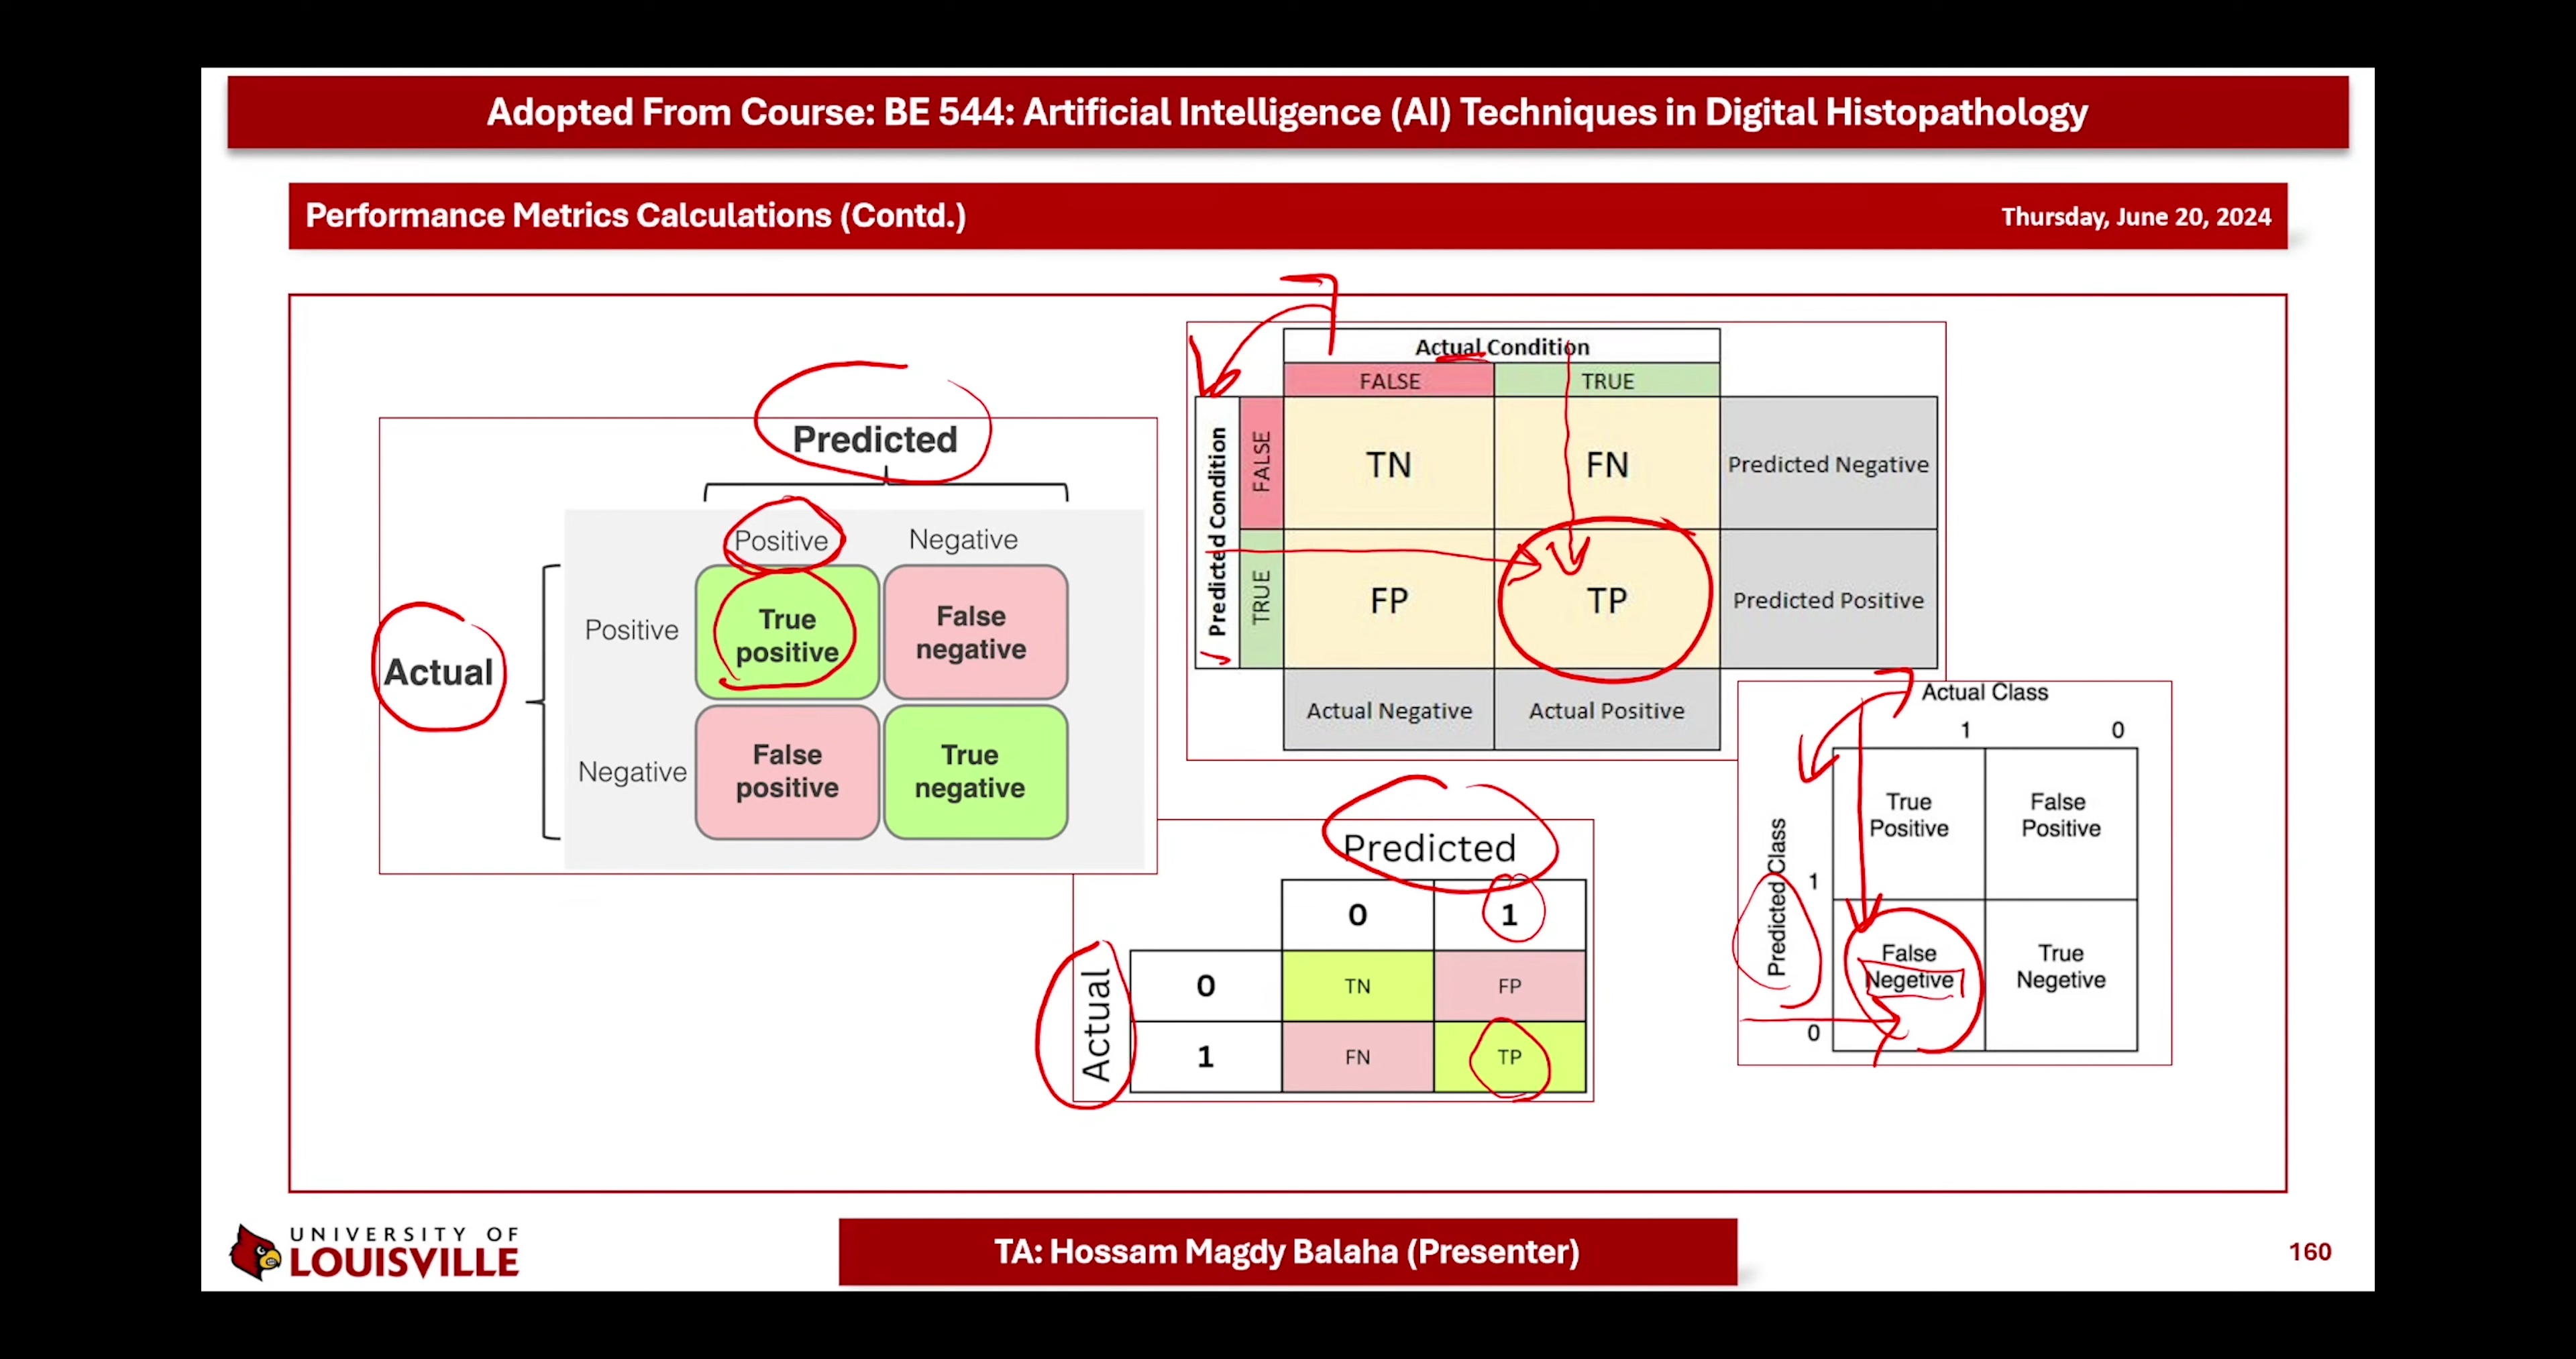 Adopted From Course: BE 544: Artificial Intelligence (AI) Techniques in Digital Histopathology
Performance Metrics Calculations (Contd.)
Thursday, June 20, 2024
Predicted
Positive Negative
Actual
Positive
True positive
False negative
Negative
False positive
True negative
Actual Condition
FALSE TRUE
Predicted Condition
FALSE
TN FN Predicted Negative
TRUE
FP TP Predicted Positive
Actual Negative Actual Positive
Predicted
0 1
Actual
0 TN FP
1 FN TP
Actual Class
1 0
Predicted Class
True Positive
False Positive
1
False Negetive
True Negetive
0
UNIVERSITY OF
LOUISVILLE
TA: Hossam Magdy Balaha (Presenter)
160